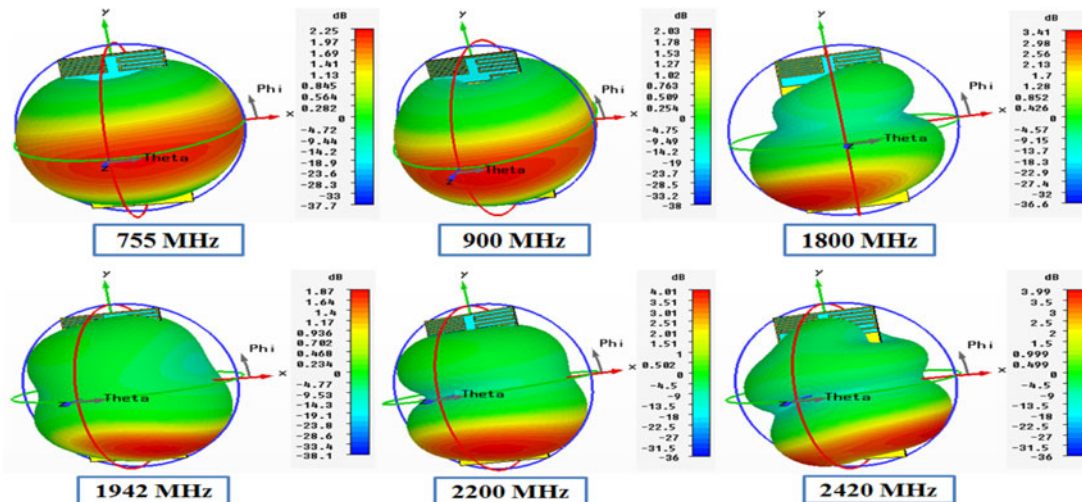 dB
2.25
1.97
1.69
1.41
1.13
0.845
0.564
0.282
0
-4.72
-9.44
-14.2
-18.9
-23.6
-28.3
-33
-37.7
y
Phi
x
Theta
z
755 MHz
dB
2.03
1.78
1.53
1.27
1.02
0.763
0.509
0.254
0
-4.75
-9.49
-14.2
-19
-23.7
-28.5
-33.2
-38
y
Phi
x
Theta
z
900 MHz
dB
3.41
2.98
2.56
2.13
1.7
1.28
0.852
0.426
0
-4.57
-9.15
-13.7
-18.3
-22.9
-27.4
-32
-36.6
y
Phi
x
Theta
z
1800 MHz
dB
1.87
1.64
1.4
1.17
0.936
0.702
0.468
0.234
0
-4.77
-9.53
-14.3
-19.1
-23.8
-28.6
-33.4
-38.1
y
Phi
x
Theta
z
1942 MHz
dB
4.01
3.51
3.01
2.51
2.01
1.51
1
0.502
0
-4.5
-9
-13.5
-18
-22.5
-27
-31.5
-36
y
Phi
x
Theta
z
2200 MHz
dB
3.99
3.5
3
2.5
2
1.5
0.999
0.499
0
-4.5
-9
-13.5
-18
-22.5
-27
-31.5
-36
y
Phi
x
Theta
z
2420 MHz